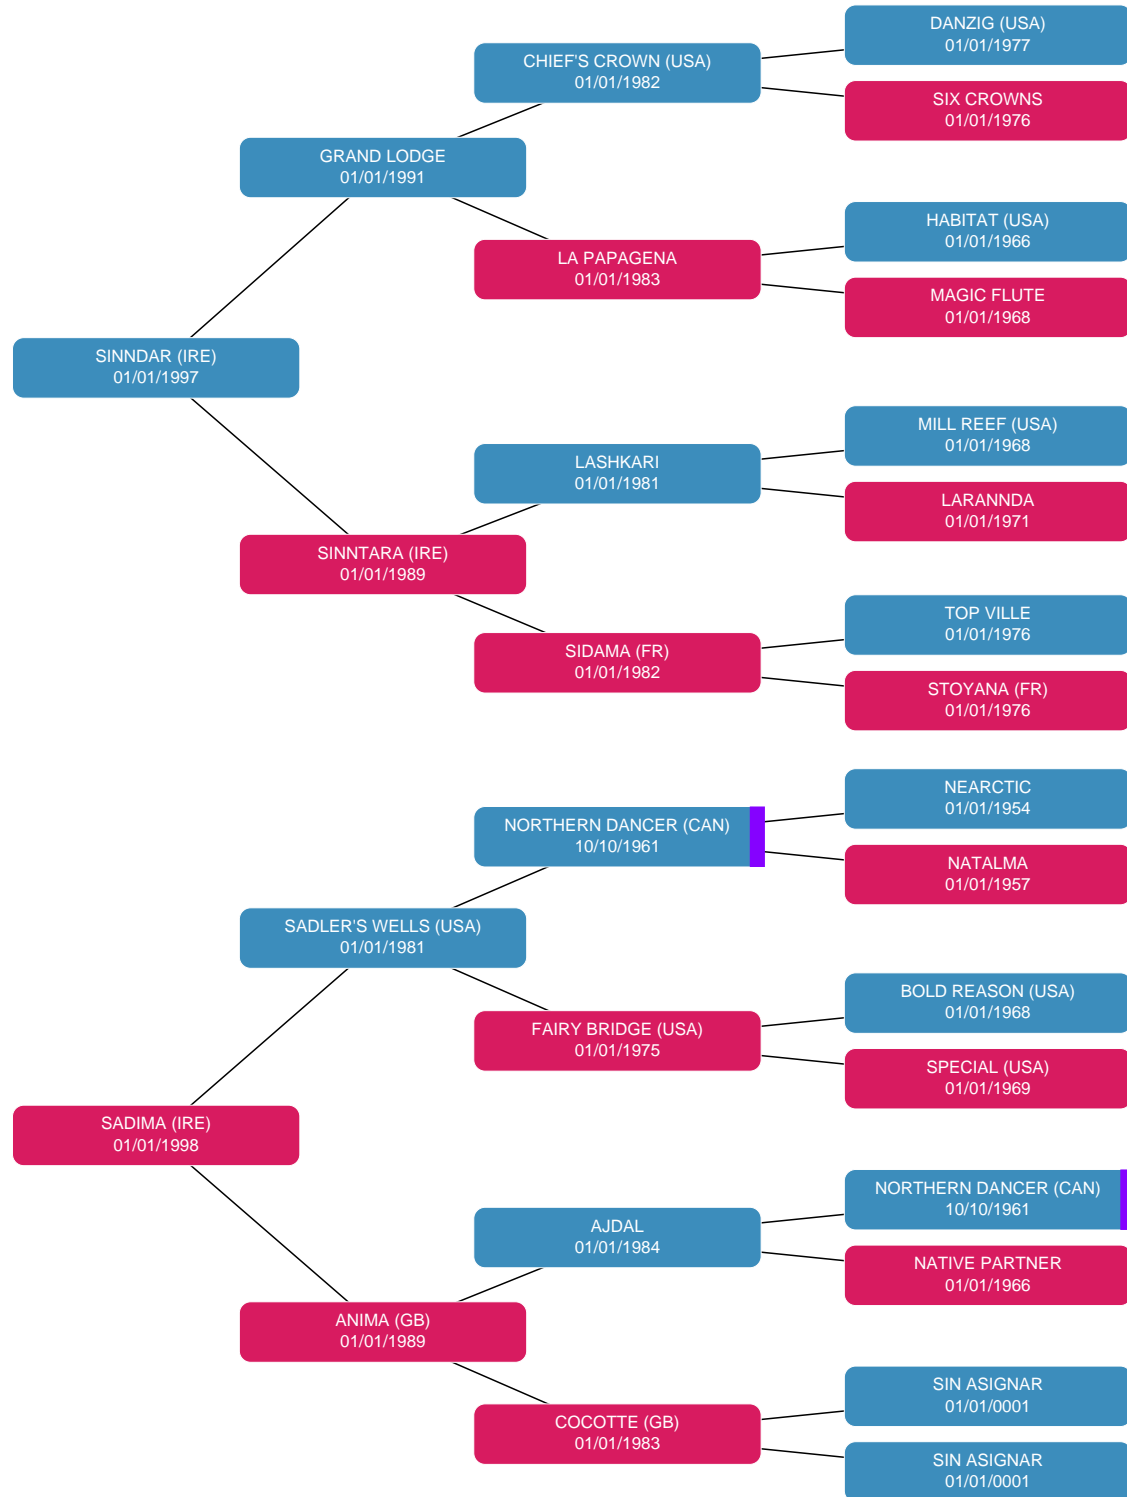 DANZIG (USA)
01/01/1977
CHIEF'S CROWN (USA)
01/01/1982
SIX CROWNS
01/01/1976
GRAND LODGE
01/01/1991
HABITAT (USA)
01/01/1966
LA PAPAGENA
01/01/1983
MAGIC FLUTE
01/01/1968
SINNDAR (IRE)
01/01/1997
MILL REEF (USA)
01/01/1968
LASHKARI
01/01/1981
LARANNDA
01/01/1971
SINNTARA (IRE)
01/01/1989
TOP VILLE
01/01/1976
SIDAMA (FR)
01/01/1982
STOYANA (FR)
01/01/1976
NEARCTIC
01/01/1954
NORTHERN DANCER (CAN)
10/10/1961
NATALMA
01/01/1957
SADLER'S WELLS (USA)
01/01/1981
BOLD REASON (USA)
01/01/1968
FAIRY BRIDGE (USA)
01/01/1975
SPECIAL (USA)
01/01/1969
SADIMA (IRE)
01/01/1998
NORTHERN DANCER (CAN)
10/10/1961
AJDAL
01/01/1984
NATIVE PARTNER
01/01/1966
ANIMA (GB)
01/01/1989
SIN ASIGNAR
01/01/0001
COCOTTE (GB)
01/01/1983
SIN ASIGNAR
01/01/0001